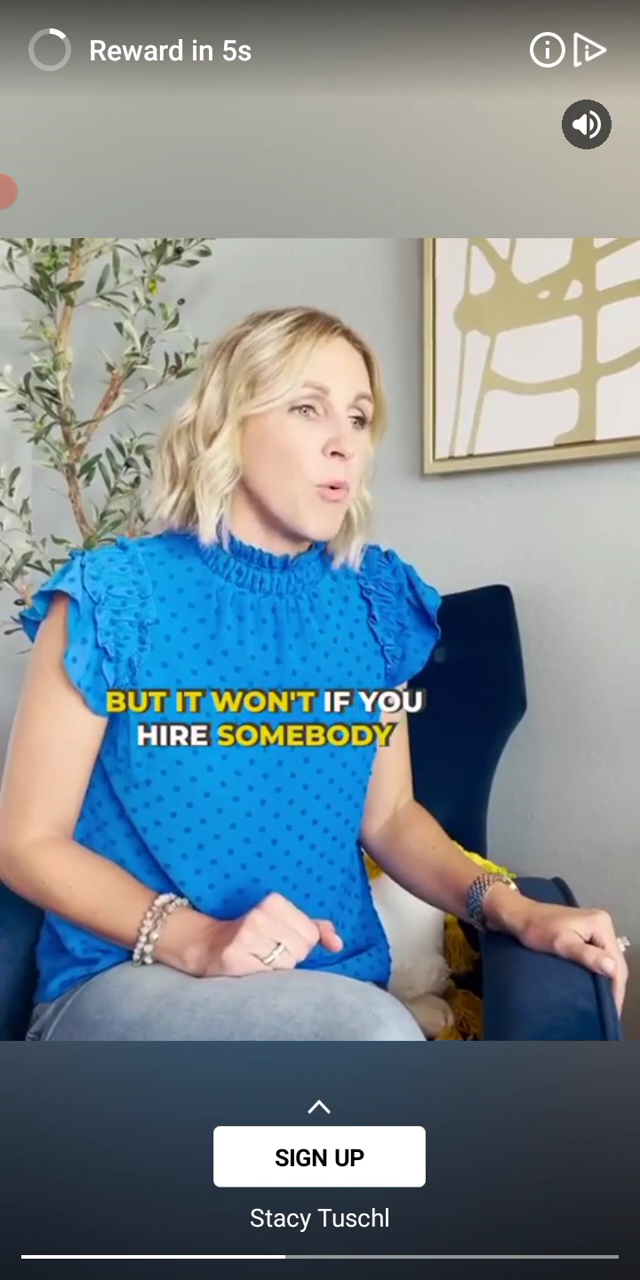 Reward in 5s
BUT IT WON'T IF YOU
HIRE SOMEBODY
SIGN UP
Stacy Tuschl